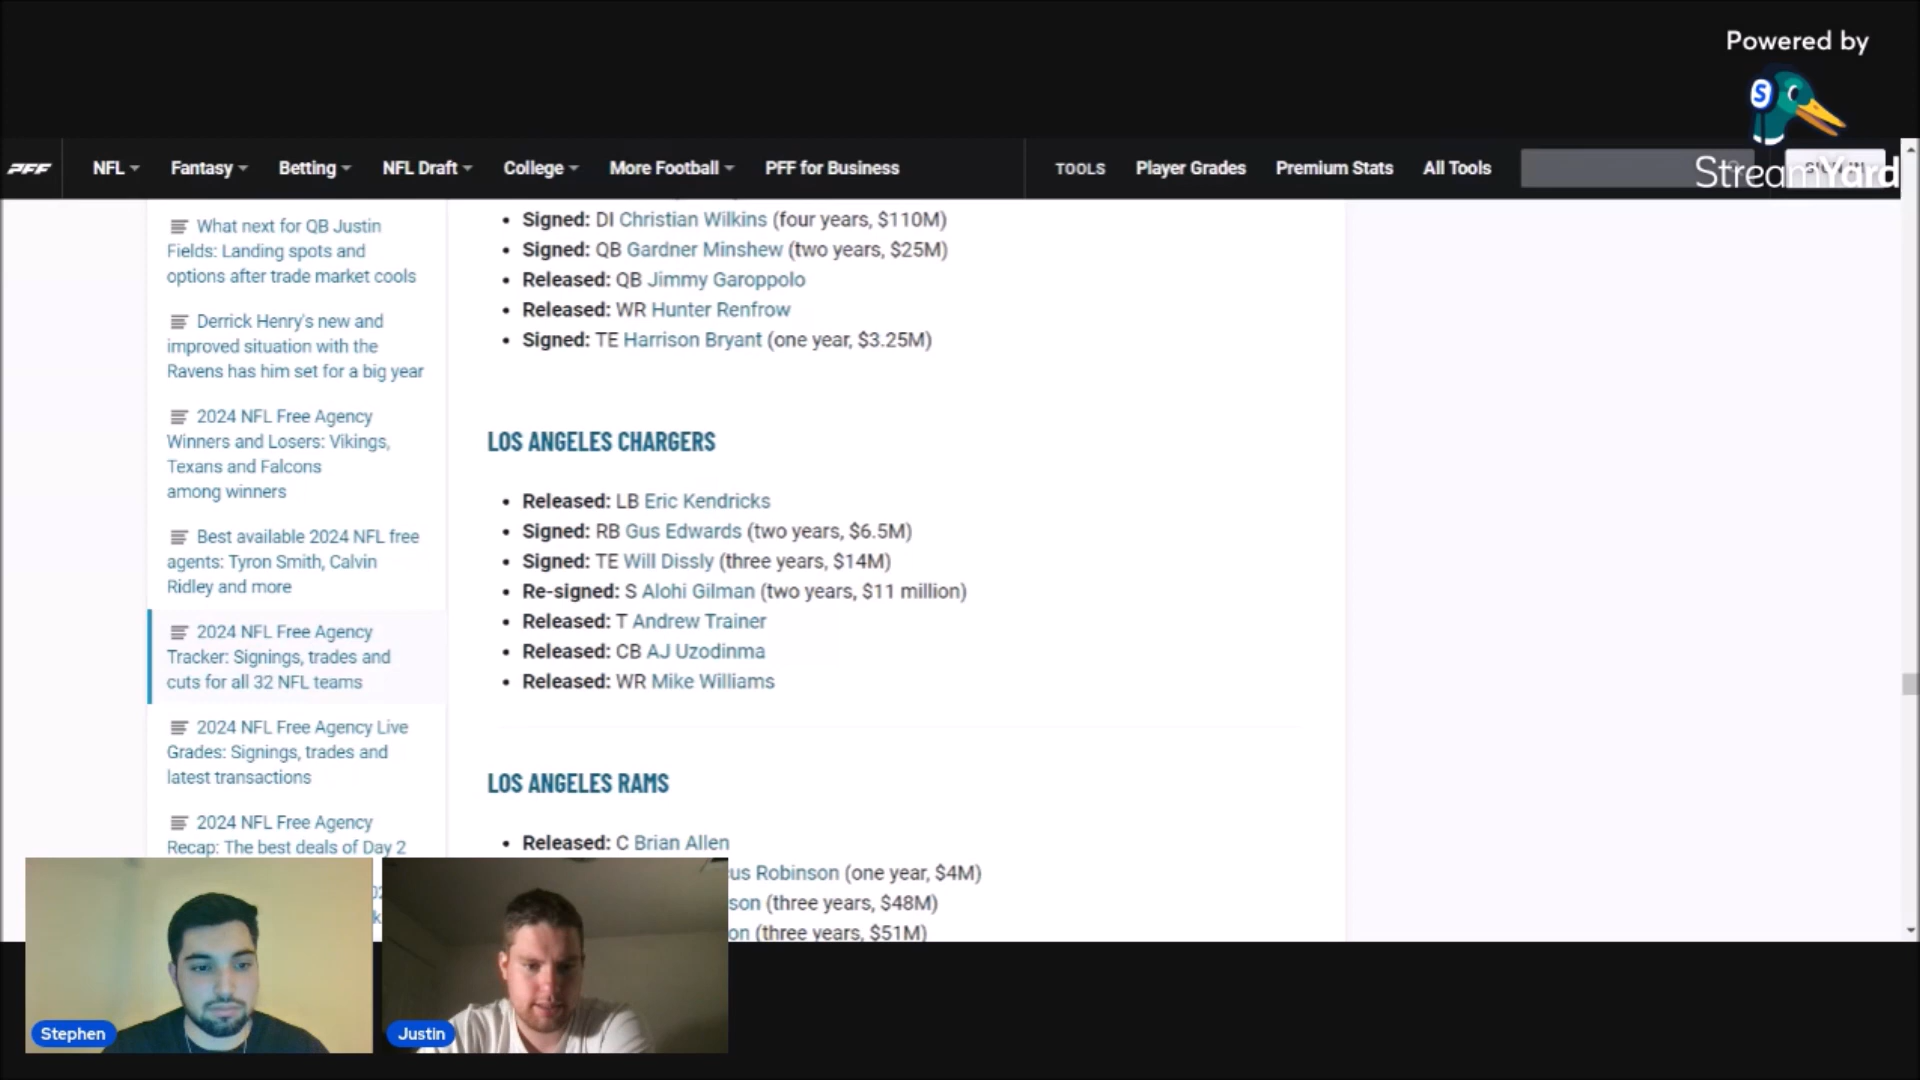 Powered by
StreamYard
PFF
NFL
Fantasy
Betting
NFL Draft
College
More Football
PFF for Business
TOOLS
Player Grades
Premium Stats
All Tools
What next for QB Justin
Fields: Landing spots and
options after trade market cools
Derrick Henry's new and
improved situation with the
Ravens has him set for a big year
2024 NFL Free Agency
Winners and Losers: Vikings,
Texans and Falcons
among winners
Best available 2024 NFL free
agents: Tyron Smith, Calvin
Ridley and more
2024 NFL Free Agency
Tracker: Signings, trades and
cuts for all 32 NFL teams
2024 NFL Free Agency Live
Grades: Signings, trades and
latest transactions
2024 NFL Free Agency
Recap: The best deals of Day 2
• Signed: DI Christian Wilkins (four years, $110M)
• Signed: QB Gardner Minshew (two years, $25M)
• Released: QB Jimmy Garoppolo
• Released: WR Hunter Renfrow
• Signed: TE Harrison Bryant (one year, $3.25M)
LOS ANGELES CHARGERS
• Released: LB Eric Kendricks
• Signed: RB Gus Edwards (two years, $6.5M)
• Signed: TE Will Dissly (three years, $14M)
• Re-signed: S Alohi Gilman (two years, $11 million)
• Released: T Andrew Trainer
• Released: CB AJ Uzodinma
• Released: WR Mike Williams
LOS ANGELES RAMS
• Released: C Brian Allen
us Robinson (one year, $4M)
son (three years, $48M)
on (three years, $51M)
Stephen
Justin